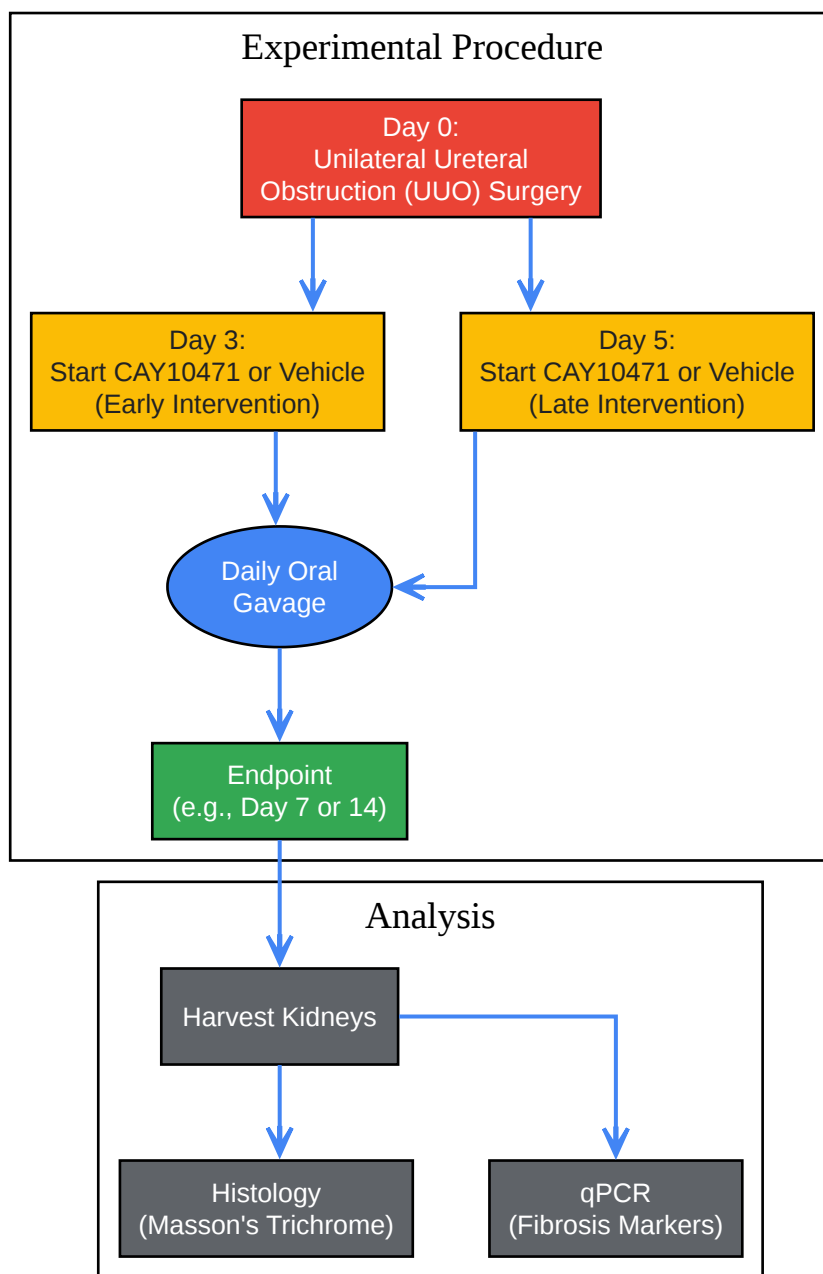 Experimental Procedure
Day 0:
Unilateral Ureteral
Obstruction (UUO) Surgery
Day 3:
Start CAY10471 or Vehicle
(Early Intervention)
Day 5:
Start CAY10471 or Vehicle
(Late Intervention)
Daily Oral
Gavage
Endpoint
(e.g., Day 7 or 14)
Analysis
Harvest Kidneys
Histology
(Masson's Trichrome)
qPCR
(Fibrosis Markers)